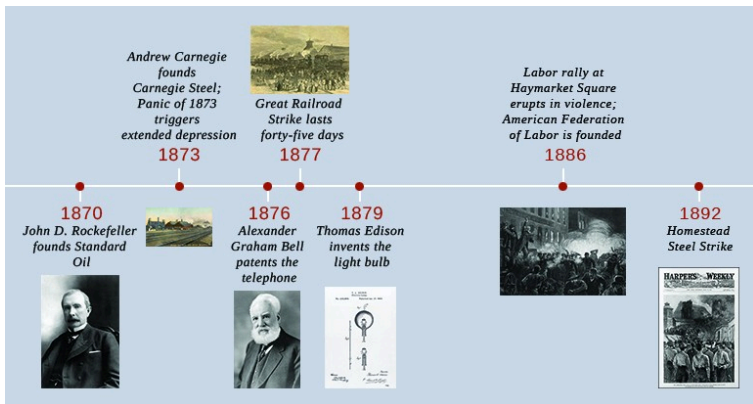 Andrew Carnegie
founds
Carnegie Steel;
Panic of 1873
triggers
extended depression
1873
Great Railroad
Strike lasts
forty-five days
1877
Labor rally at
Haymarket Square
erupts in violence;
American Federation
of Labor is founded
1886
1870
John D. Rockefeller
founds Standard
Oil
1876
Alexander
Graham Bell
patents the
telephone
1879
Thomas Edison
invents the
light bulb
1892
Homestead
Steel Strike
HARPER'S WEEKLY